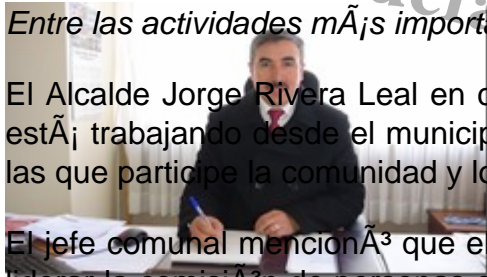 Entre las actividades mÃ¡s import
El Alcalde Jorge Rivera Leal en
estÃ¡ trabajando desde el municip
las que participe la comunidad y
El jefe comunal mencionÃ³ que e